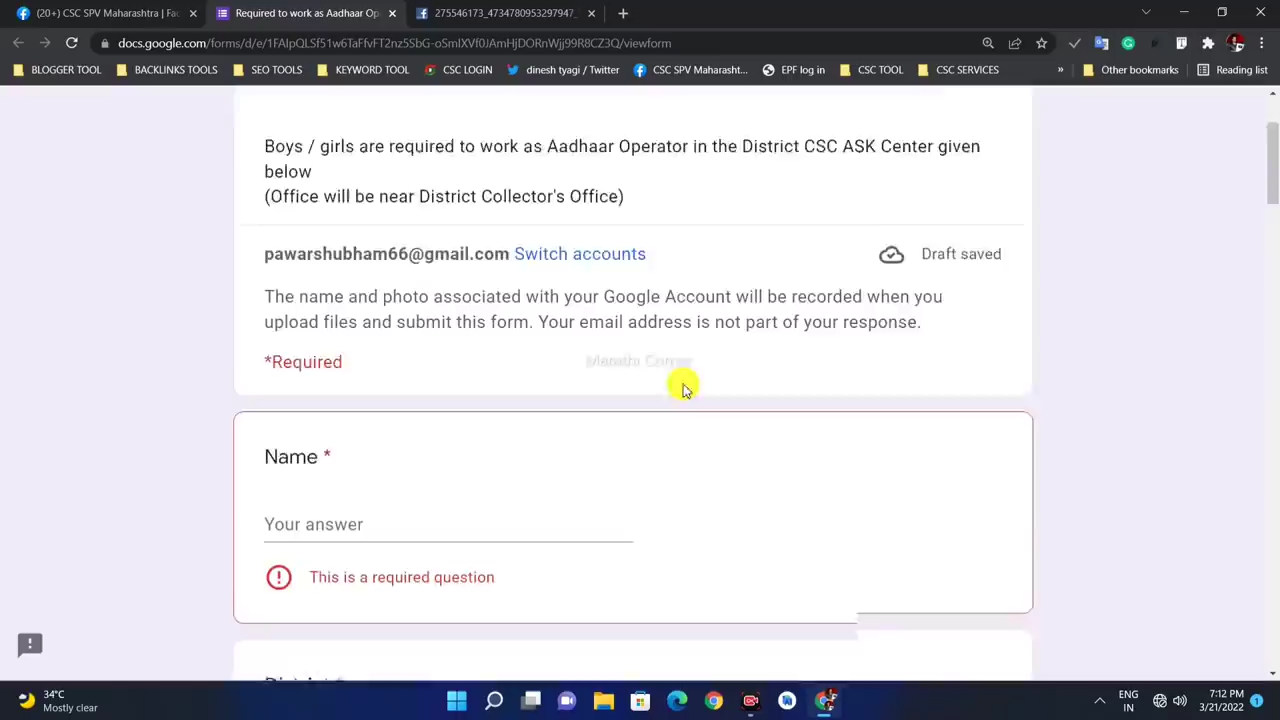 (20+) CSC SPV Maharashtra | Fac
Required to work as Aadhaar Op
275546173_4734780953297947_
docs.google.com/forms/d/e/1FAIpQLSf51w6TaFfvFT2nz5SbG-oSmIXVf0JAmHjDORnWjj99R8CZ3Q/viewform
BLOGGER TOOL
BACKLINKS TOOLS
SEO TOOLS
KEYWORD TOOL
CSC LOGIN
dinesh tyagi / Twitter
CSC SPV Maharasht...
EPF log in
CSC TOOL
CSC SERVICES
»
Other bookmarks
Reading list
Boys / girls are required to work as Aadhaar Operator in the District CSC ASK Center given
below
(Office will be near District Collector's Office)
pawarshubham66@gmail.com Switch accounts
Draft saved
The name and photo associated with your Google Account will be recorded when you
upload files and submit this form. Your email address is not part of your response.
*Required
Marathi Corner
Name *
Your answer
This is a required question
34°C
Mostly clear
ENG
IN
7:12 PM
3/21/2022